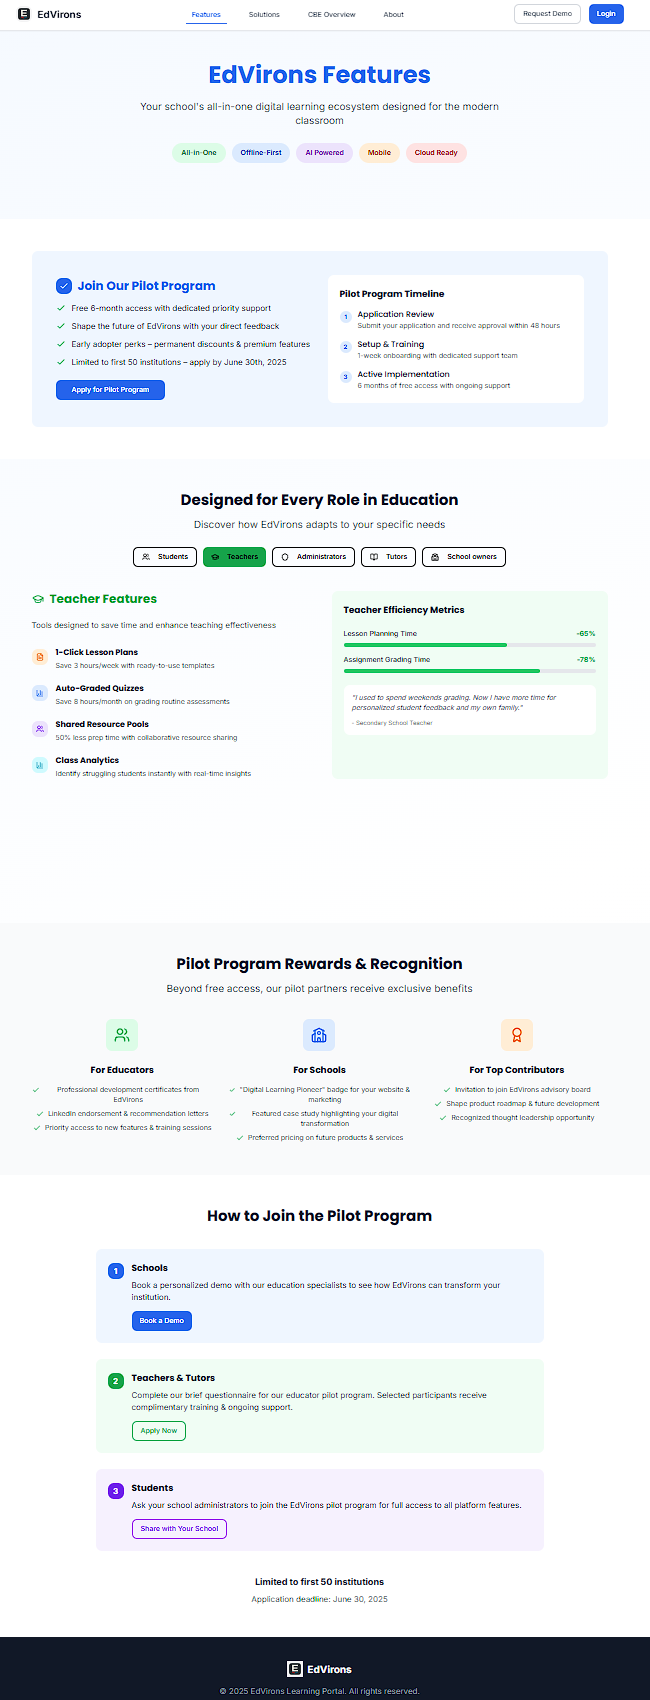 EdVirons
Features
Solutions
CBE Overview
About
Request Demo
Login
EdVirons Features
Your school's all-in-one digital learning ecosystem designed for the modern
classroom
All-in-One
Offline-First
AI Powered
Mobile
Cloud Ready
Join Our Pilot Program
Free 6-month access with dedicated priority support
Shape the future of EdVirons with your direct feedback
Early adopter perks – permanent discounts & premium features
Limited to first 50 institutions – apply by June 30th, 2025
Apply for Pilot Program
Pilot Program Timeline
1
Application Review
Submit your application and receive approval within 48 hours
2
Setup & Training
1-week onboarding with dedicated support team
3
Active Implementation
6 months of free access with ongoing support
Designed for Every Role in Education
Discover how EdVirons adapts to your specific needs
Students
Teachers
Administrators
Tutors
School owners
Teacher Features
Tools designed to save time and enhance teaching effectiveness
1-Click Lesson Plans
Save 3 hours/week with ready-to-use templates
Auto-Graded Quizzes
Save 8 hours/month on grading routine assessments
Shared Resource Pools
50% less prep time with collaborative resource sharing
Class Analytics
Identify struggling students instantly with real-time insights
Teacher Efficiency Metrics
Lesson Planning Time
-65%
Assignment Grading Time
-78%
"I used to spend weekends grading. Now I have more time for
personalized student feedback and my own family."
- Secondary School Teacher
Pilot Program Rewards & Recognition
Beyond free access, our pilot partners receive exclusive benefits
For Educators
Professional development certificates from
EdVirons
LinkedIn endorsement & recommendation letters
Priority access to new features & training sessions
For Schools
"Digital Learning Pioneer" badge for your website &
marketing
Featured case study highlighting your digital
transformation
Preferred pricing on future products & services
For Top Contributors
Invitation to join EdVirons advisory board
Shape product roadmap & future development
Recognized thought leadership opportunity
How to Join the Pilot Program
1
Schools
Book a personalized demo with our education specialists to see how EdVirons can transform your
institution.
Book a Demo
2
Teachers & Tutors
Complete our brief questionnaire for our educator pilot program. Selected participants receive
complimentary training & ongoing support.
Apply Now
3
Students
Ask your school administrators to join the EdVirons pilot program for full access to all platform features.
Share with Your School
Limited to first 50 institutions
Application deadline: June 30, 2025
EdVirons
© 2025 EdVirons Learning Portal. All rights reserved.